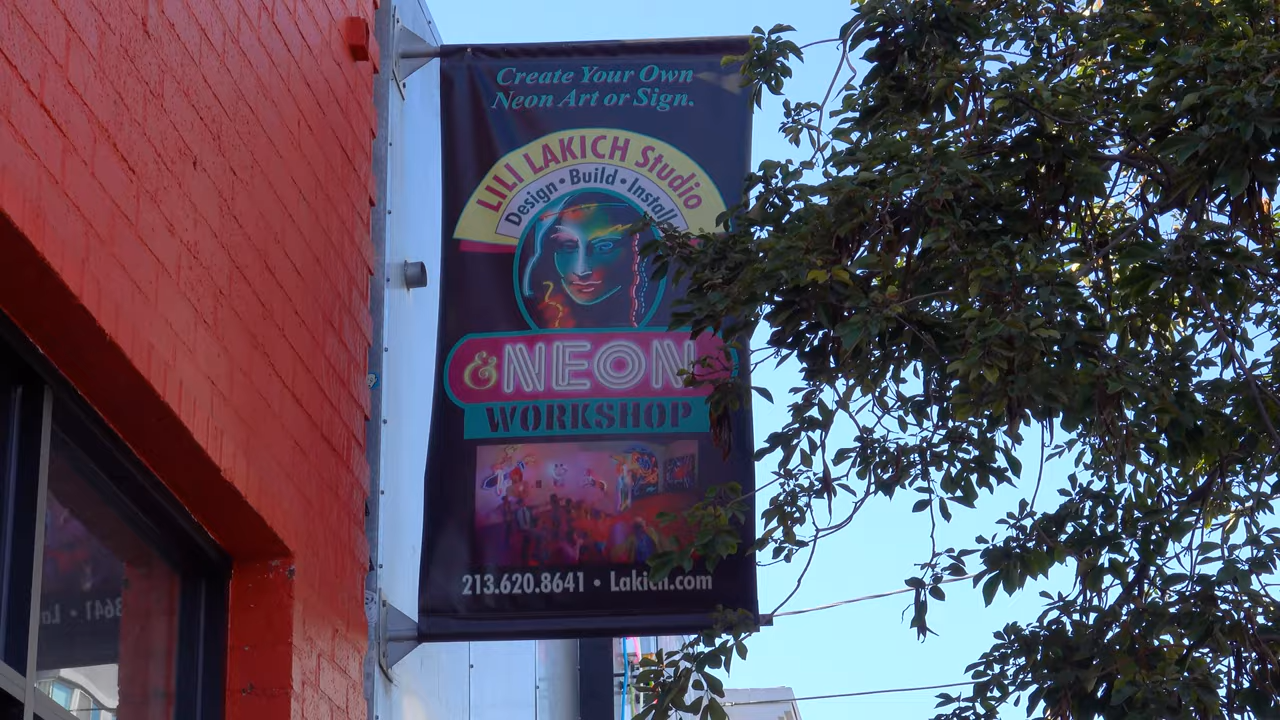 Create Your Own
Neon Art or Sign.
LILI LAKICH Studio
Design • Build • Install
& NEON
WORKSHOP
213.620.8641 • Lakich.com